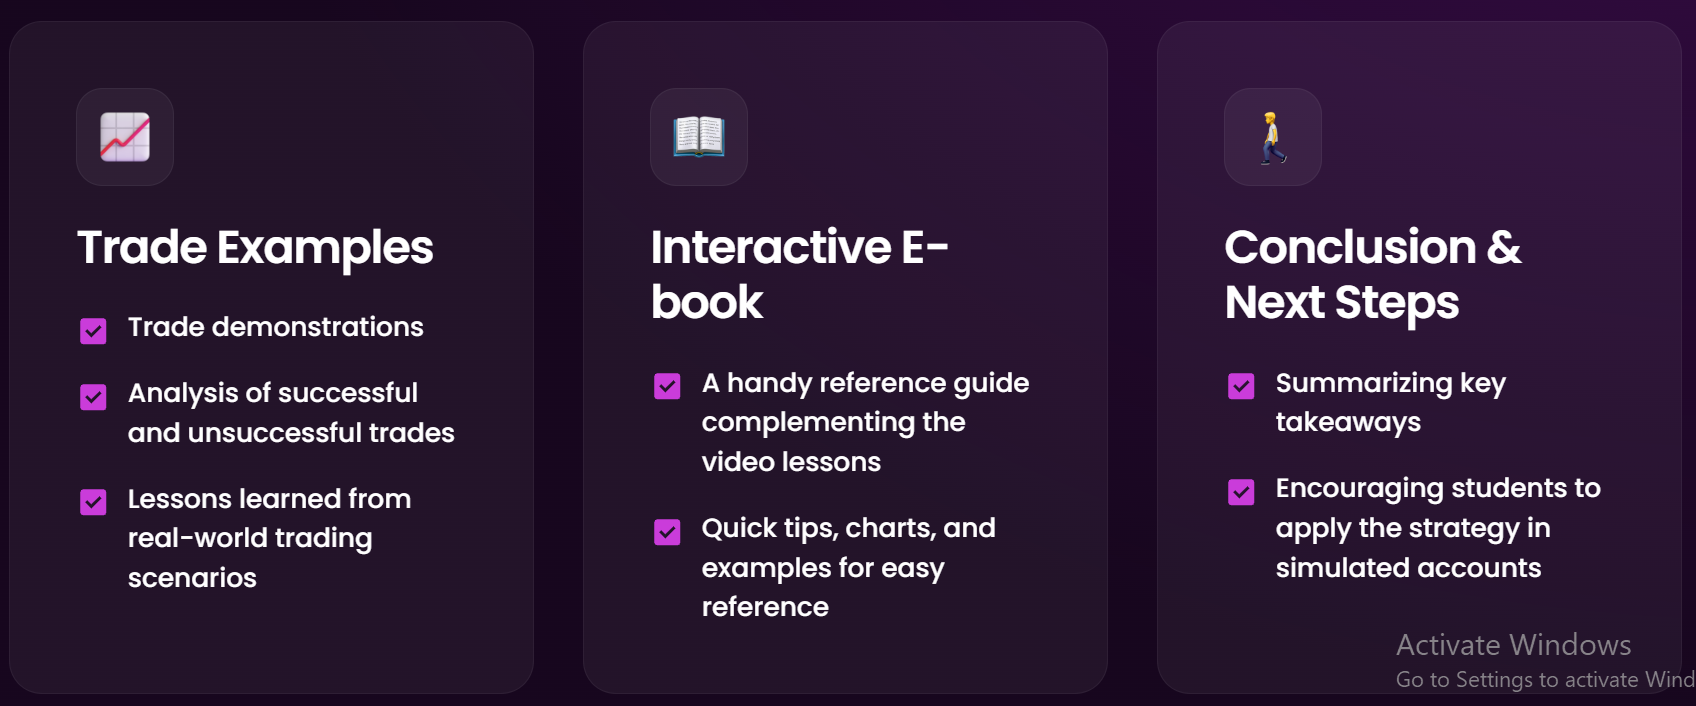 Trade Examples
Trade demonstrations
Analysis of successful
and unsuccessful trades
Lessons learned from
real-world trading
scenarios
Interactive E-
book
A handy reference guide
complementing the
video lessons
Quick tips, charts, and
examples for easy
reference
Conclusion &
Next Steps
Summarizing key
takeaways
Encouraging students to
apply the strategy in
simulated accounts
Activate Windows
Go to Settings to activate Wind